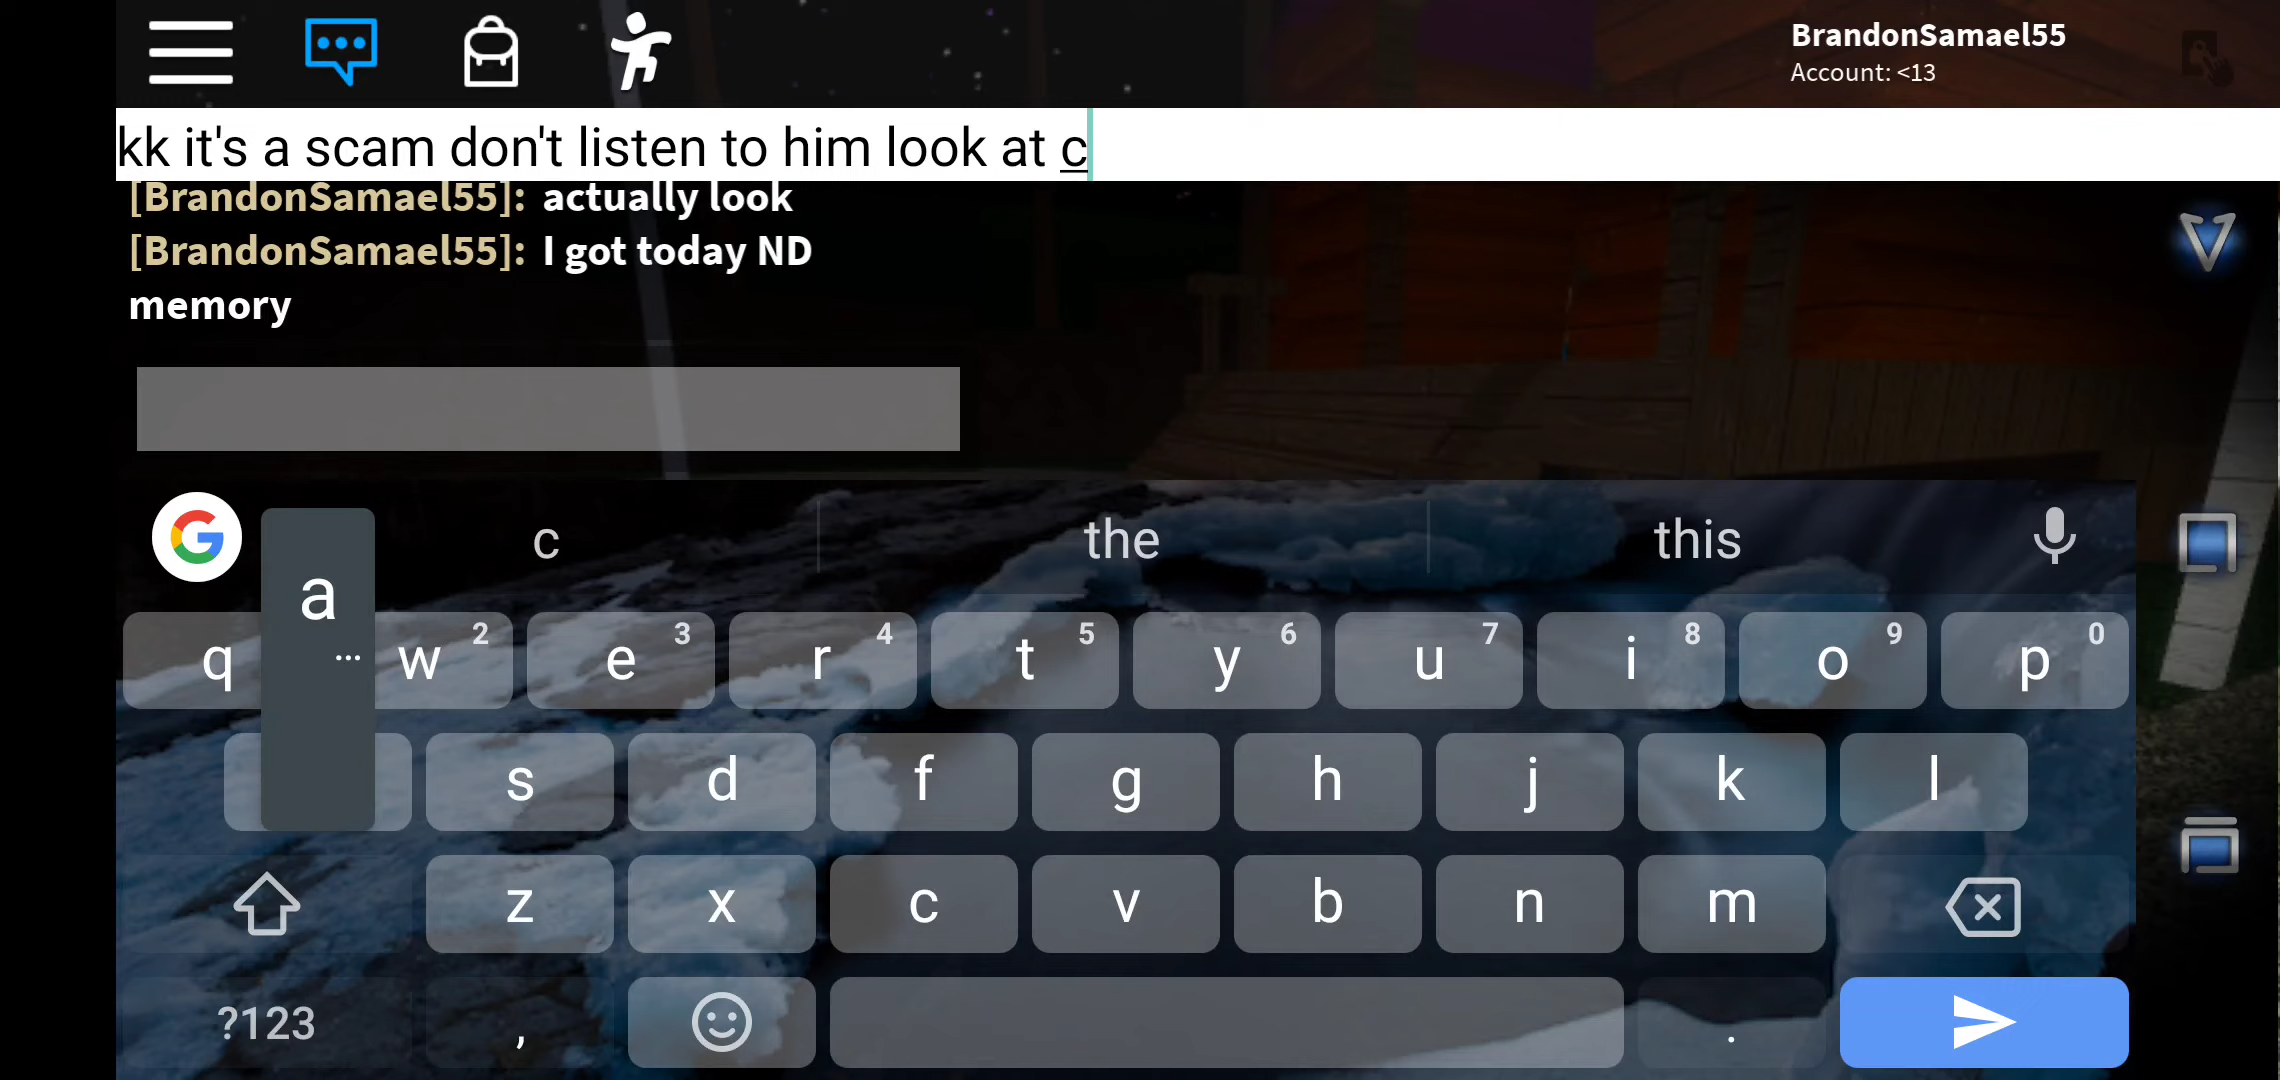 BrandonSamael55
Account: <13
kk it's a scam don't listen to him look at c
[BrandonSamael55]: actually look
[BrandonSamael55]: I got today ND
memory
c the this
a
q w 2 e 3 r 4 t 5 y 6 u 7 i 8 o 9 p 0
...
s d f g h j k l
z x c v b n m
?123 , .